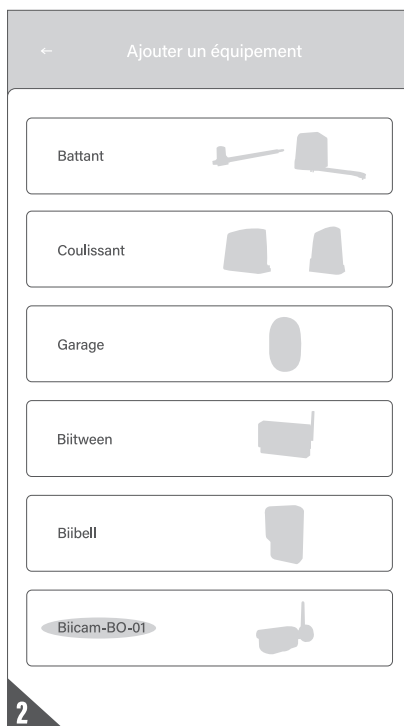 ← Ajouter un équipement
Battant
Coulissant
Garage
Biitween
Biibell
Biicam-BO-01
2